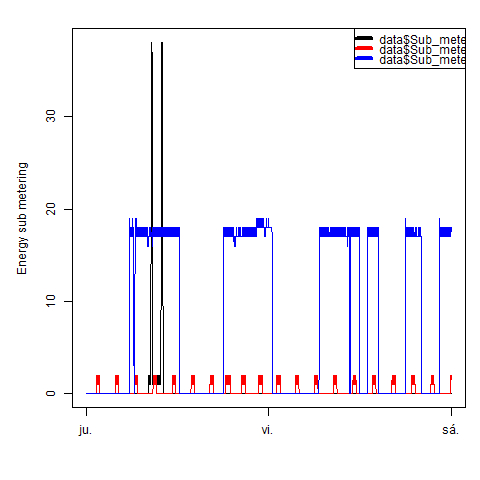 data$Sub_mete
data$Sub_mete
data$Sub_mete
Energy sub metering
30
20
10
0
ju.
vi.
sá.